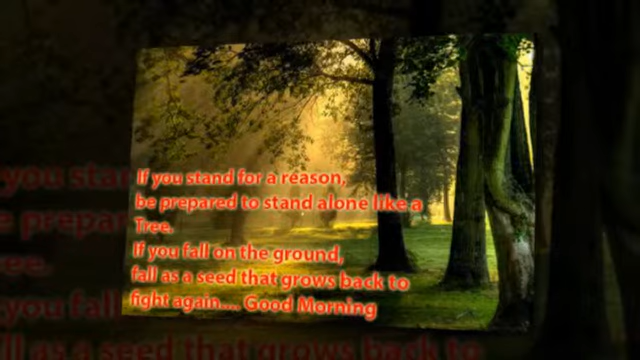 If you stand for a reason,
be prepared to stand alone like a
Tree.
If you fall on the ground,
fall as a seed that grows back to
fight again.... Good Morning